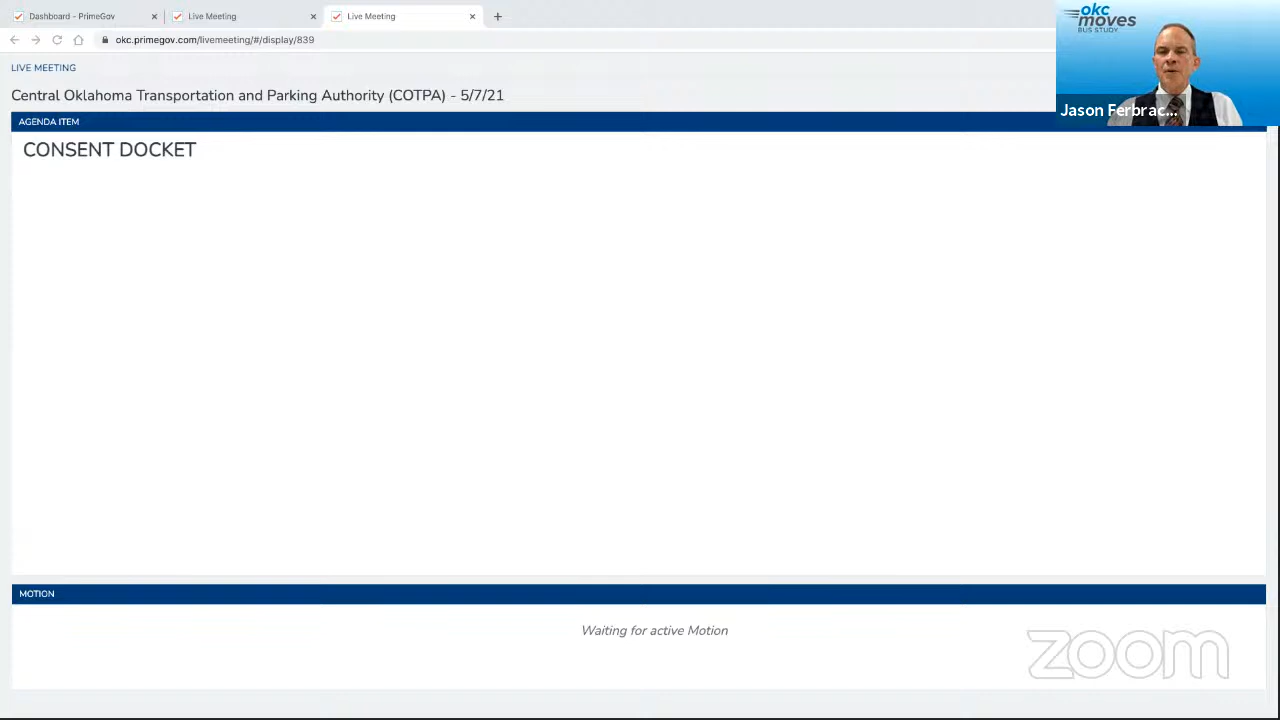 Dashboard - PrimeGov
Live Meeting
Live Meeting
okc.primegov.com/livemeeting/#/display/839
okc
moves
BUS STUDY
Jason Ferbrac...
LIVE MEETING
Central Oklahoma Transportation and Parking Authority (COTPA) - 5/7/21
AGENDA ITEM
CONSENT DOCKET
MOTION
Waiting for active Motion
zoom